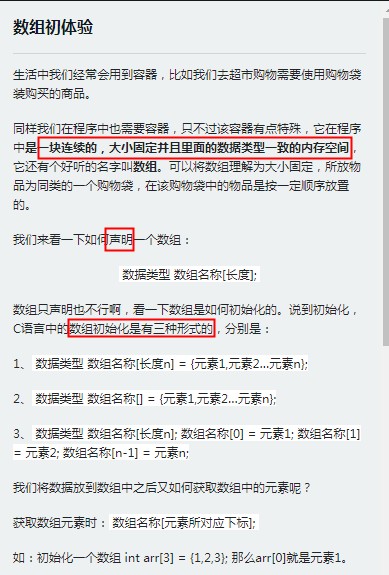 数组初体验
生活中我们经常会用到容器，比如我们去超市购物需要使用购物袋
装购买的商品。
同样我们在程序中也需要容器，只不过该容器有点特殊，它在程序
中是一块连续的，大小固定并且里面的数据类型一致的内存空间，
它还有个好听的名字叫数组。可以将数组理解为大小固定，所放物
品为同类的一个购物袋，在该购物袋中的物品是按一定顺序放置
的。
我们来看一下如何声明一个数组：
数据类型 数组名称[长度];
数组只声明也不行啊，看一下数组是如何初始化的。说到初始化，
C语言中的数组初始化是有三种形式的，分别是：
1、 数据类型 数组名称[长度n] = {元素1,元素2...元素n};
2、 数据类型 数组名称[] = {元素1,元素2...元素n};
3、 数据类型 数组名称[长度n]; 数组名称[0] = 元素1; 数组名称[1]
= 元素2; 数组名称[n-1] = 元素n;
我们将数据放到数组中之后又如何获取数组中的元素呢？
获取数组元素时： 数组名称[元素所对应下标];
如：初始化一个数组 int arr[3] = {1,2,3}; 那么arr[0]就是元素1。